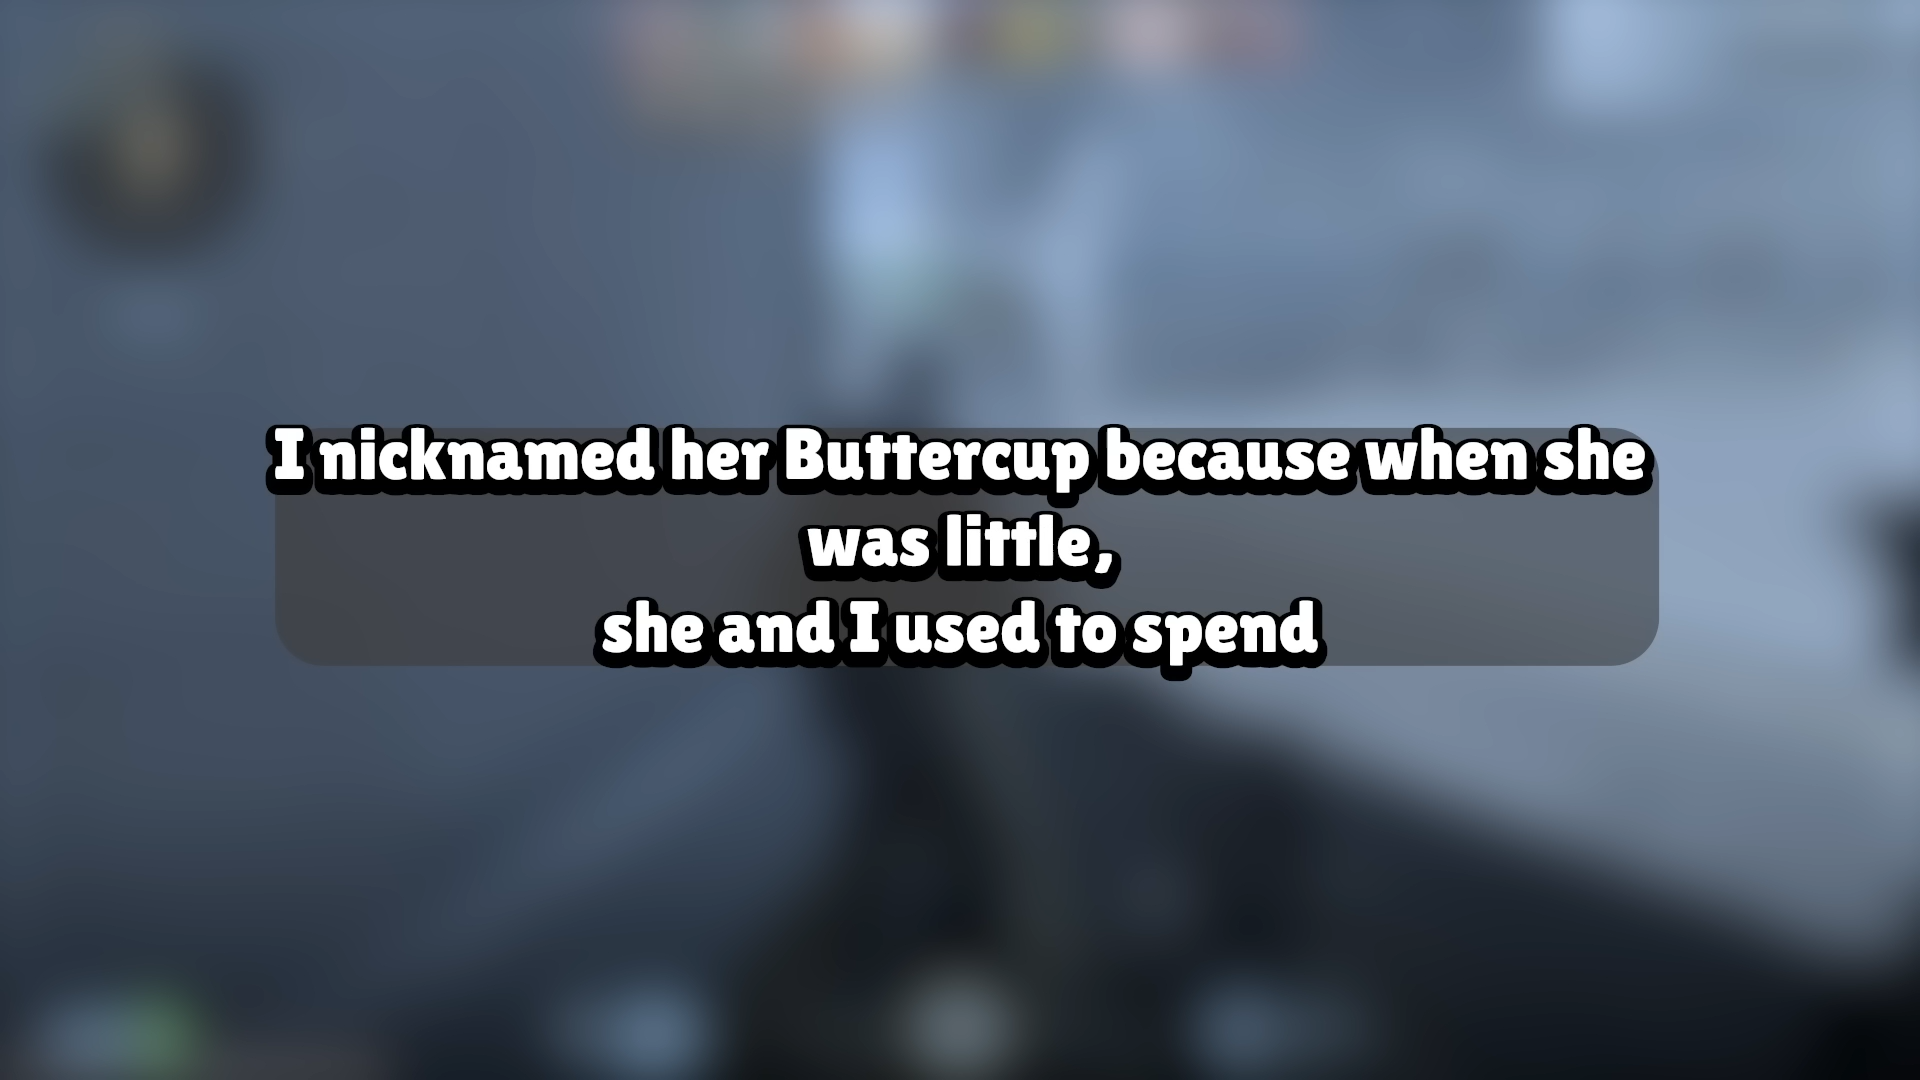 I nicknamed her Buttercup because when she
was little,
she and I used to spend